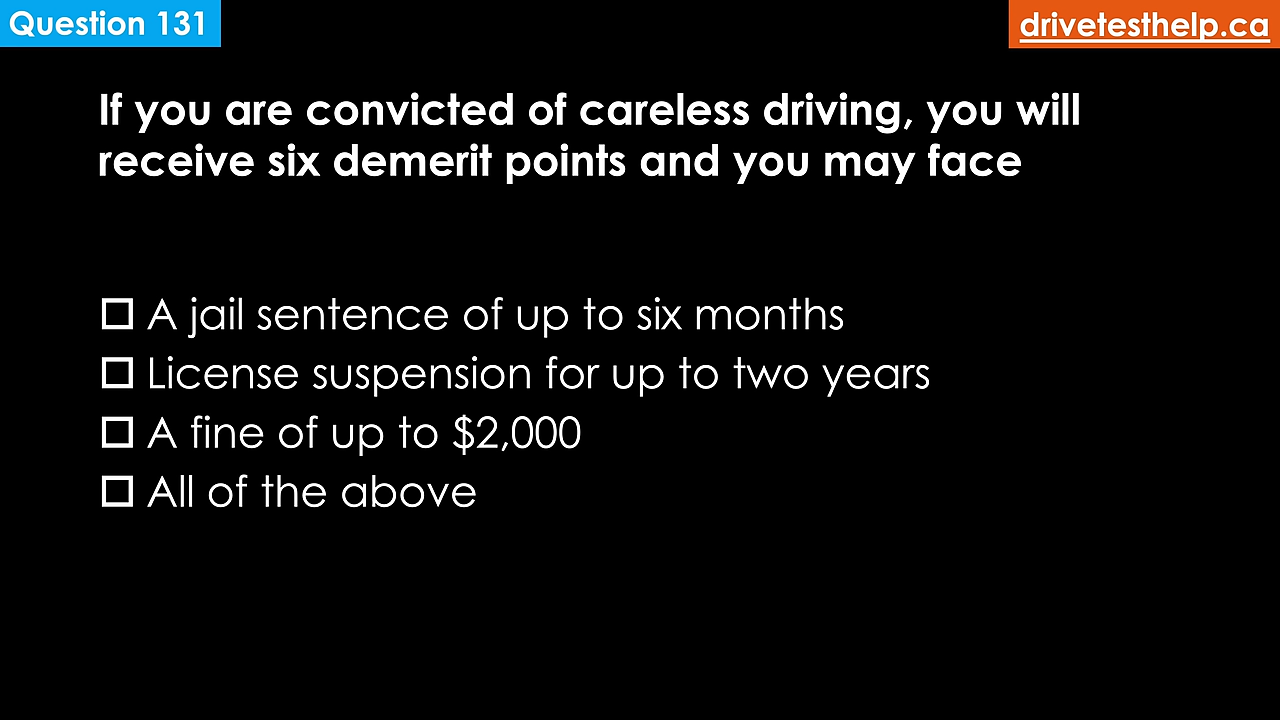 Question 131
drivetesthelp.ca
If you are convicted of careless driving, you will
receive six demerit points and you may face
A jail sentence of up to six months
License suspension for up to two years
A fine of up to $2,000
All of the above